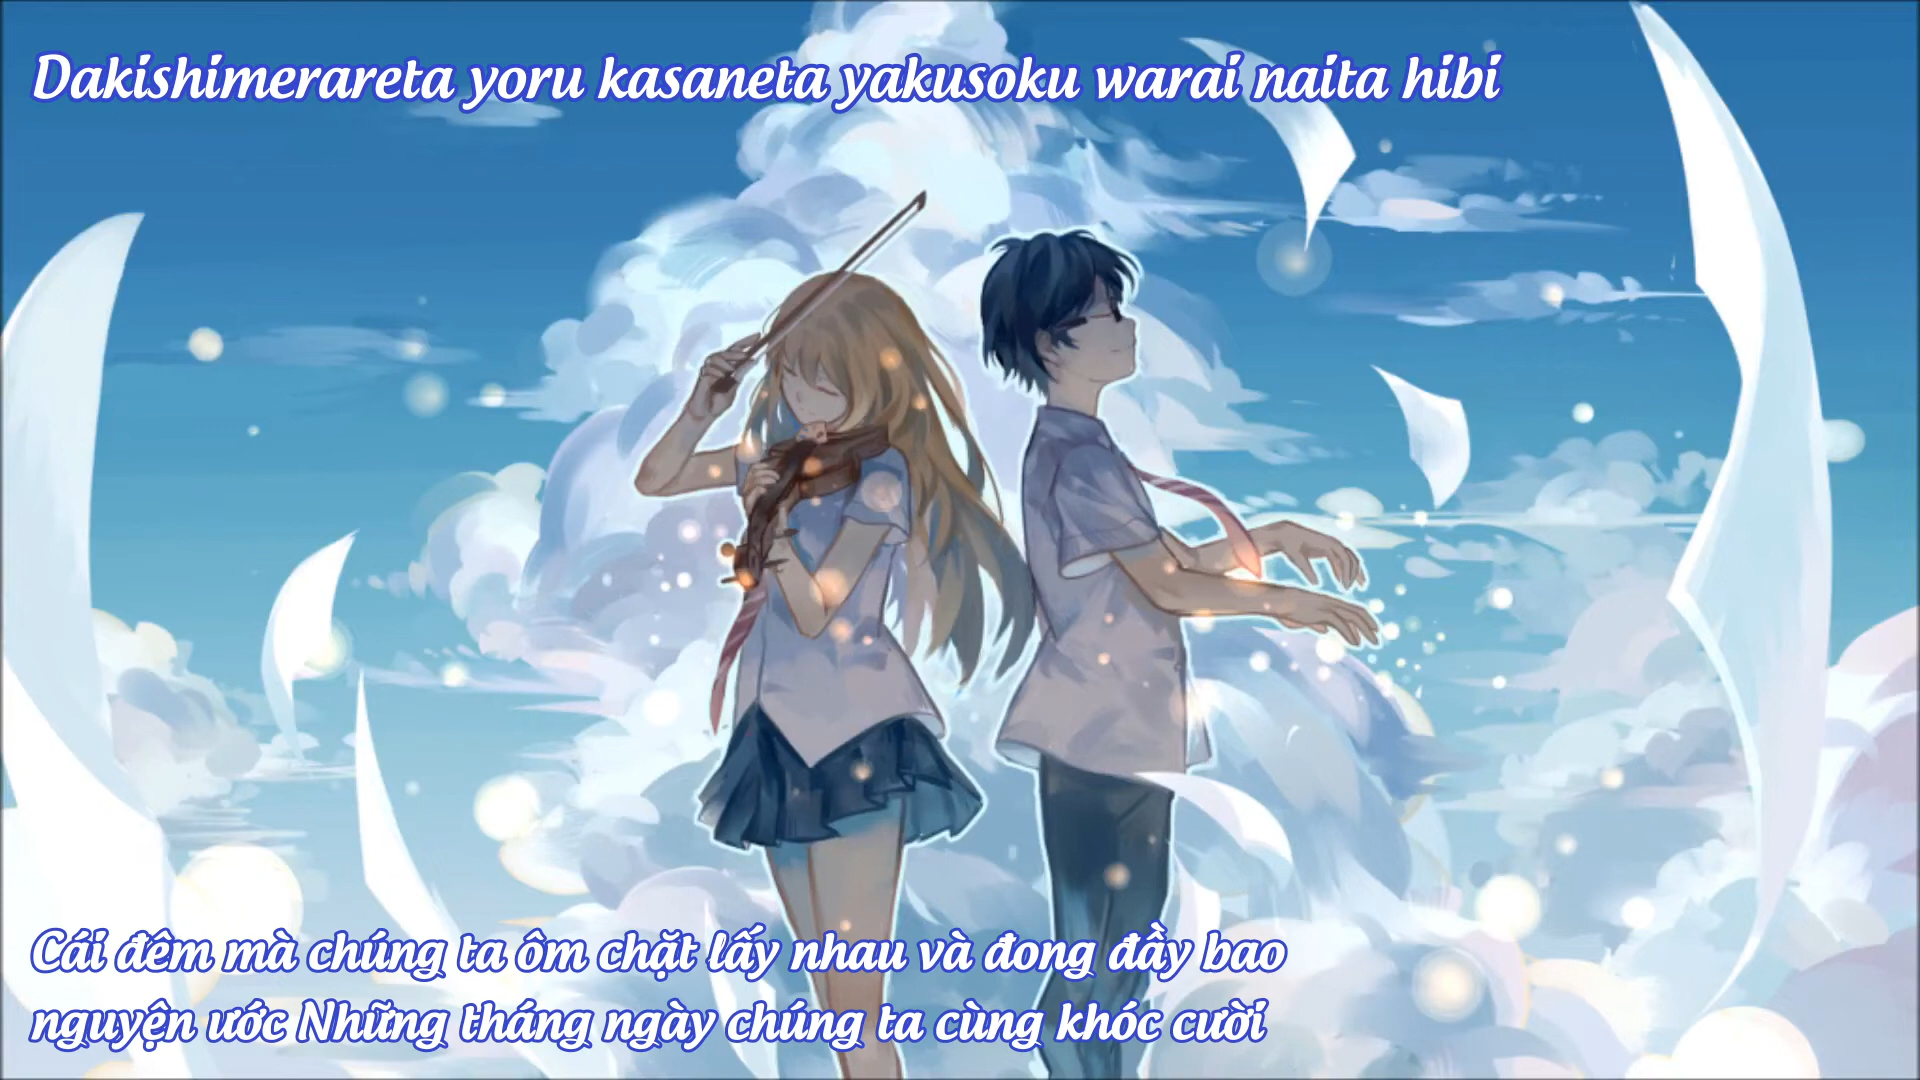 Dakishimerareta yoru kasaneta yakusoku warai naita hibi
Cái đêm mà chúng ta ôm chặt lấy nhau và đong đầy bao
nguyện ước Những tháng ngày chúng ta cùng khóc cười